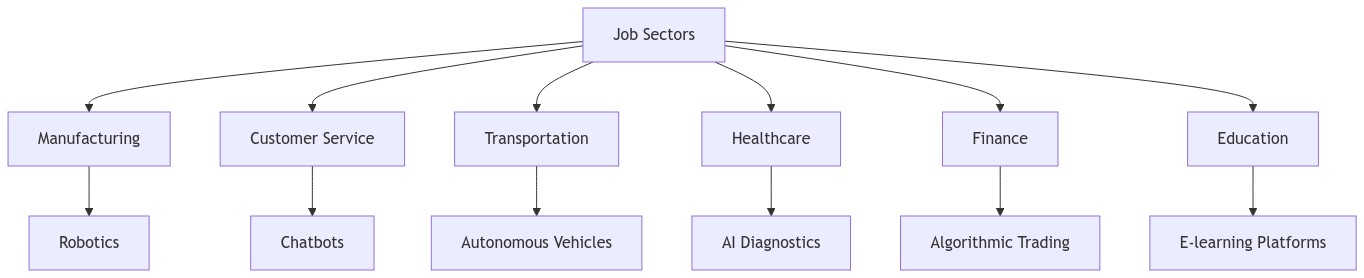 Job Sectors
Manufacturing
Customer Service
Transportation
Healthcare
Finance
Education
Robotics
Chatbots
Autonomous Vehicles
AI Diagnostics
Algorithmic Trading
E-learning Platforms